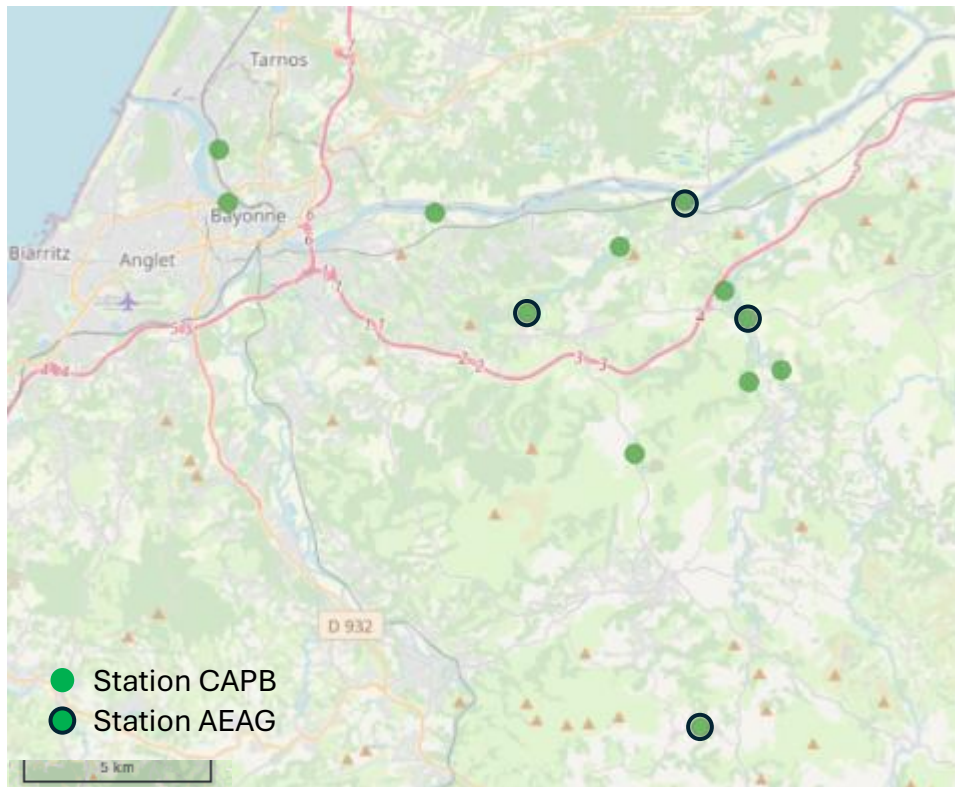 Tarnos
Bayonne
Biarritz
Anglet
D 932
Station CAPB
Station AEAG
5 km